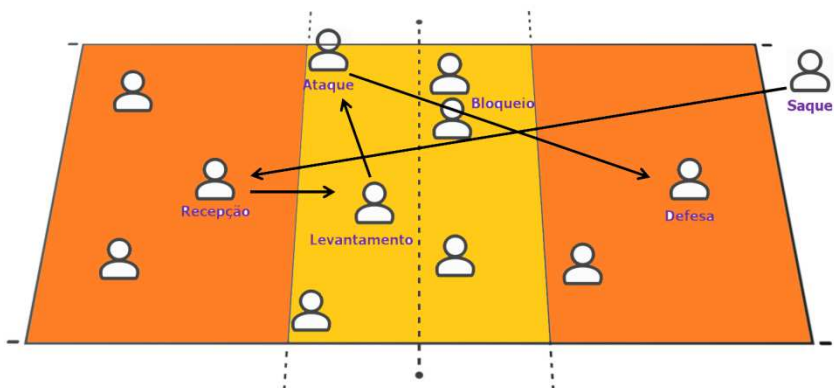 Ataque
Bloqueio
Saque
Recepção
Levantamento
Defesa